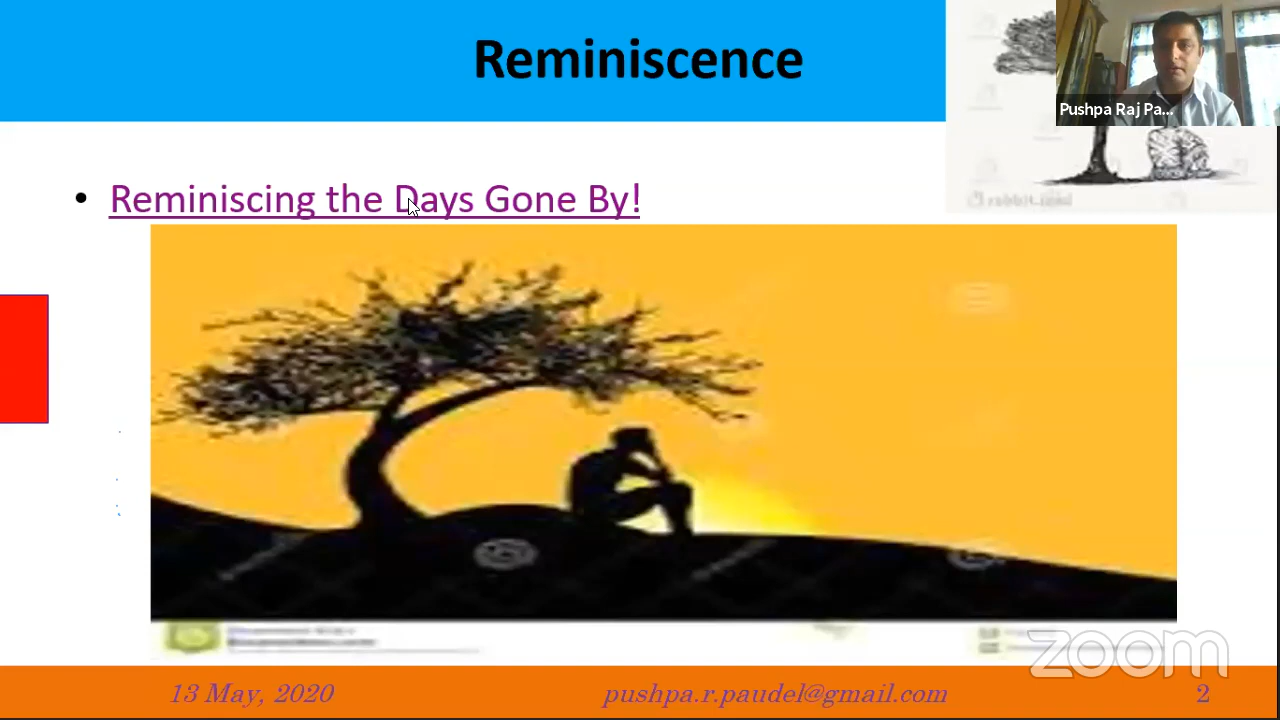 Reminiscence
Pushpa Raj Pa...
• Reminiscing the Days Gone By!
zoom
13 May, 2020
pushpa.r.paudel@gmail.com
2